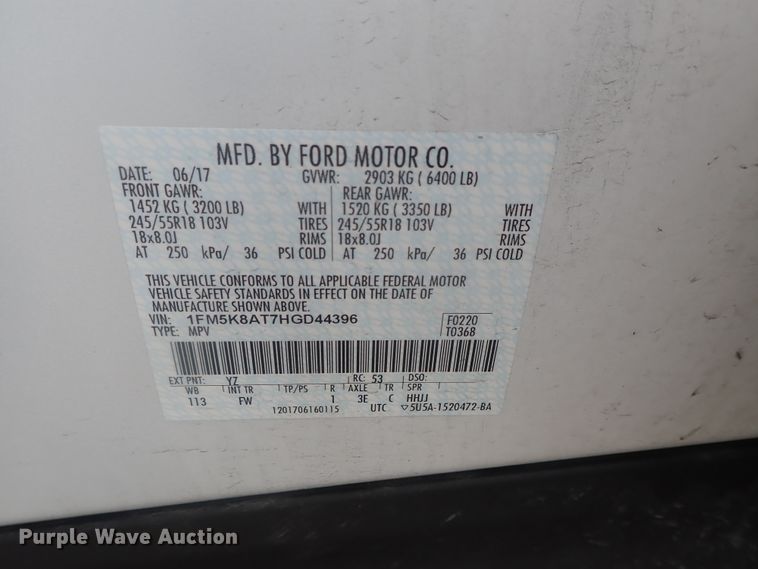 MFD. BY FORD MOTOR CO.
DATE: 06/17 GVWR: 2903 KG ( 6400 LB)
FRONT GAWR: REAR GAWR:
1452 KG ( 3200 LB) WITH 1520 KG ( 3350 LB) WITH
245/55R18 103V TIRES 245/55R18 103V TIRES
18x8.0J RIMS 18x8.0J RIMS
AT 250 kPa/ 36 PSI COLD AT 250 kPa/ 36 PSI COLD
THIS VEHICLE CONFORMS TO ALL APPLICABLE FEDERAL MOTOR
VEHICLE SAFETY STANDARDS IN EFFECT ON THE DATE OF
MANUFACTURE SHOWN ABOVE.
VIN: 1FM5K8AT7HGD44396 F0220
TYPE: MPV T0368
EXT PNT: YZ RC: 53 DSO:
WB INT TR TP/PS R AXLE TR SPR
113 FW 1 3E C HHJJ
1201706160115 UTC ▽5U5A-1520472-BA
Purple Wave Auction